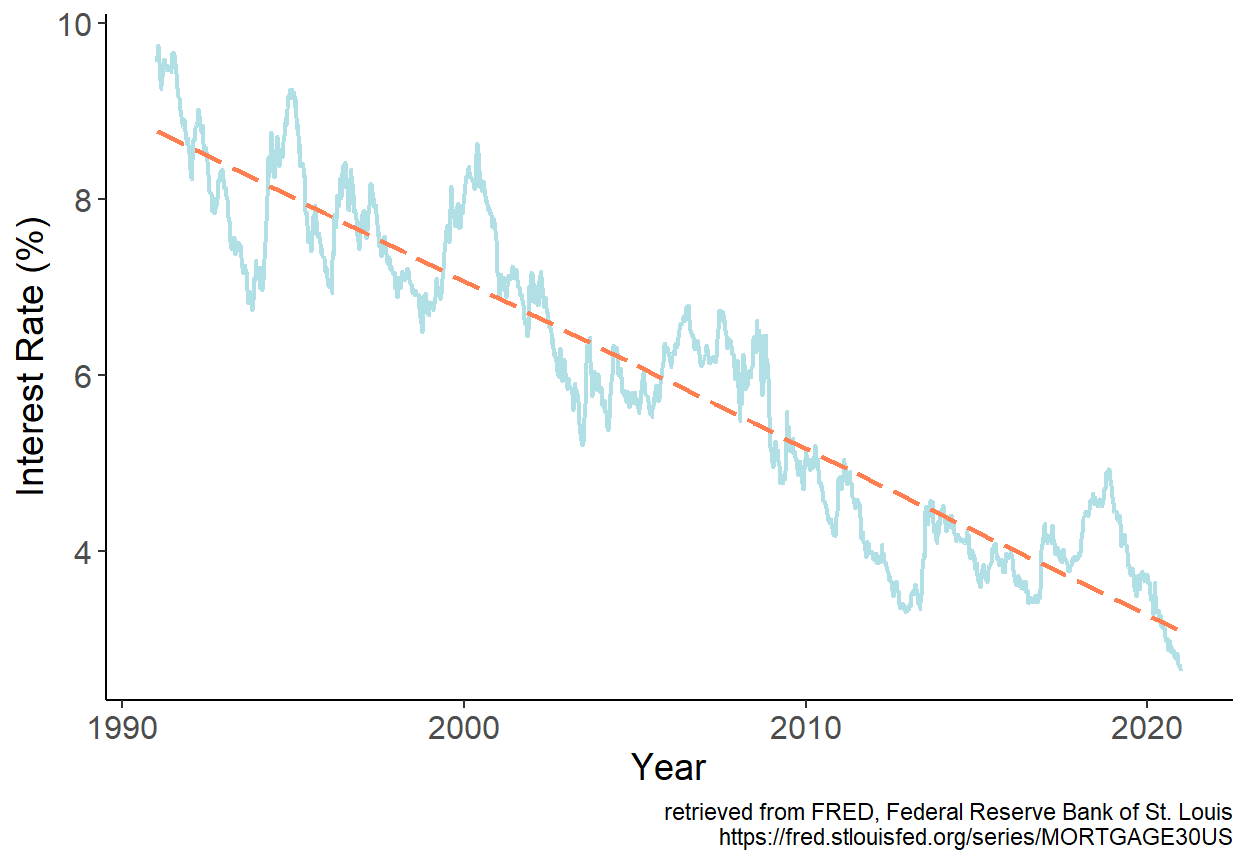 10
8
6
4
Interest Rate (%)
1990 2000 2010 2020
Year
retrieved from FRED, Federal Reserve Bank of St. Louis
https://fred.stlouisfed.org/series/MORTGAGE30US